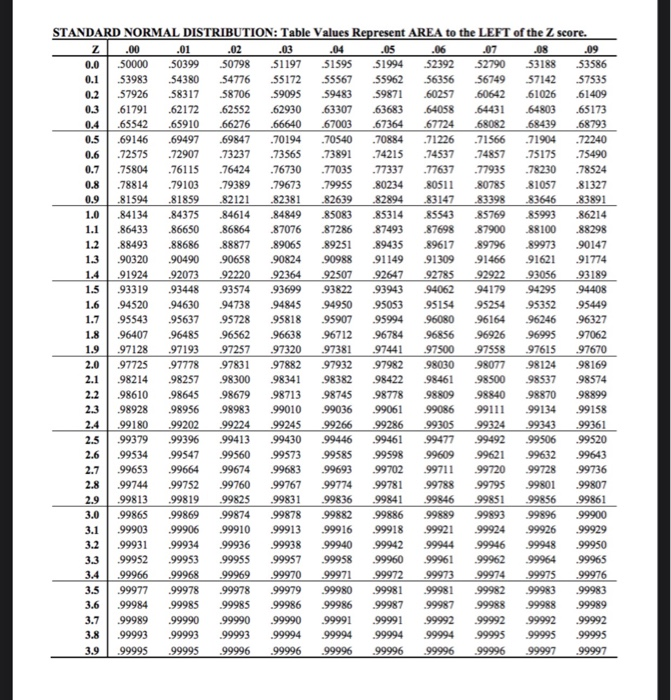 STANDARD NORMAL DISTRIBUTION: Table Values Represent AREA to the LEFT of the Z score.
Z .00 .01 .02 .03 .04 .05 .06 .07 .08 .09
0.0 .50000 .50399 .50798 .51197 .51595 .51994 .52392 .52790 .53188 .53586
0.1 .53983 .54380 .54776 .55172 .55567 .55962 .56356 .56749 .57142 .57535
0.2 .57926 .58317 .58706 .59095 .59483 .59871 .60257 .60642 .61026 .61409
0.3 .61791 .62172 .62552 .62930 .63307 .63683 .64058 .64431 .64803 .65173
0.4 .65542 .65910 .66276 .66640 .67003 .67364 .67724 .68082 .68439 .68793
0.5 .69146 .69497 .69847 .70194 .70540 .70884 .71226 .71566 .71904 .72240
0.6 .72575 .72907 .73237 .73565 .73891 .74215 .74537 .74857 .75175 .75490
0.7 .75804 .76115 .76424 .76730 .77035 .77337 .77637 .77935 .78230 .78524
0.8 .78814 .79103 .79389 .79673 .79955 .80234 .80511 .80785 .81057 .81327
0.9 .81594 .81859 .82121 .82381 .82639 .82894 .83147 .83398 .83646 .83891
1.0 .84134 .84375 .84614 .84849 .85083 .85314 .85543 .85769 .85993 .86214
1.1 .86433 .86650 .86864 .87076 .87286 .87493 .87698 .87900 .88100 .88298
1.2 .88493 .88686 .88877 .89065 .89251 .89435 .89617 .89796 .89973 .90147
1.3 .90320 .90490 .90658 .90824 .90988 .91149 .91309 .91466 .91621 .91774
1.4 .91924 .92073 .92220 .92364 .92507 .92647 .92785 .92922 .93056 .93189
1.5 .93319 .93448 .93574 .93699 .93822 .93943 .94062 .94179 .94295 .94408
1.6 .94520 .94630 .94738 .94845 .94950 .95053 .95154 .95254 .95352 .95449
1.7 .95543 .95637 .95728 .95818 .95907 .95994 .96080 .96164 .96246 .96327
1.8 .96407 .96485 .96562 .96638 .96712 .96784 .96856 .96926 .96995 .97062
1.9 .97128 .97193 .97257 .97320 .97381 .97441 .97500 .97558 .97615 .97670
2.0 .97725 .97778 .97831 .97882 .97932 .97982 .98030 .98077 .98124 .98169
2.1 .98214 .98257 .98300 .98341 .98382 .98422 .98461 .98500 .98537 .98574
2.2 .98610 .98645 .98679 .98713 .98745 .98778 .98809 .98840 .98870 .98899
2.3 .98928 .98956 .98983 .99010 .99036 .99061 .99086 .99111 .99134 .99158
2.4 .99180 .99202 .99224 .99245 .99266 .99286 .99305 .99324 .99343 .99361
2.5 .99379 .99396 .99413 .99430 .99446 .99461 .99477 .99492 .99506 .99520
2.6 .99534 .99547 .99560 .99573 .99585 .99598 .99609 .99621 .99632 .99643
2.7 .99653 .99664 .99674 .99683 .99693 .99702 .99711 .99720 .99728 .99736
2.8 .99744 .99752 .99760 .99767 .99774 .99781 .99788 .99795 .99801 .99807
2.9 .99813 .99819 .99825 .99831 .99836 .99841 .99846 .99851 .99856 .99861
3.0 .99865 .99869 .99874 .99878 .99882 .99886 .99889 .99893 .99896 .99900
3.1 .99903 .99906 .99910 .99913 .99916 .99918 .99921 .99924 .99926 .99929
3.2 .99931 .99934 .99936 .99938 .99940 .99942 .99944 .99946 .99948 .99950
3.3 .99952 .99953 .99955 .99957 .99958 .99960 .99961 .99962 .99964 .99965
3.4 .99966 .99968 .99969 .99970 .99971 .99972 .99973 .99974 .99975 .99976
3.5 .99977 .99978 .99978 .99979 .99980 .99981 .99981 .99982 .99983 .99983
3.6 .99984 .99985 .99985 .99986 .99986 .99987 .99987 .99988 .99988 .99989
3.7 .99989 .99990 .99990 .99990 .99991 .99991 .99992 .99992 .99992 .99992
3.8 .99993 .99993 .99993 .99994 .99994 .99994 .99994 .99995 .99995 .99995
3.9 .99995 .99995 .99996 .99996 .99996 .99996 .99996 .99996 .99997 .99997